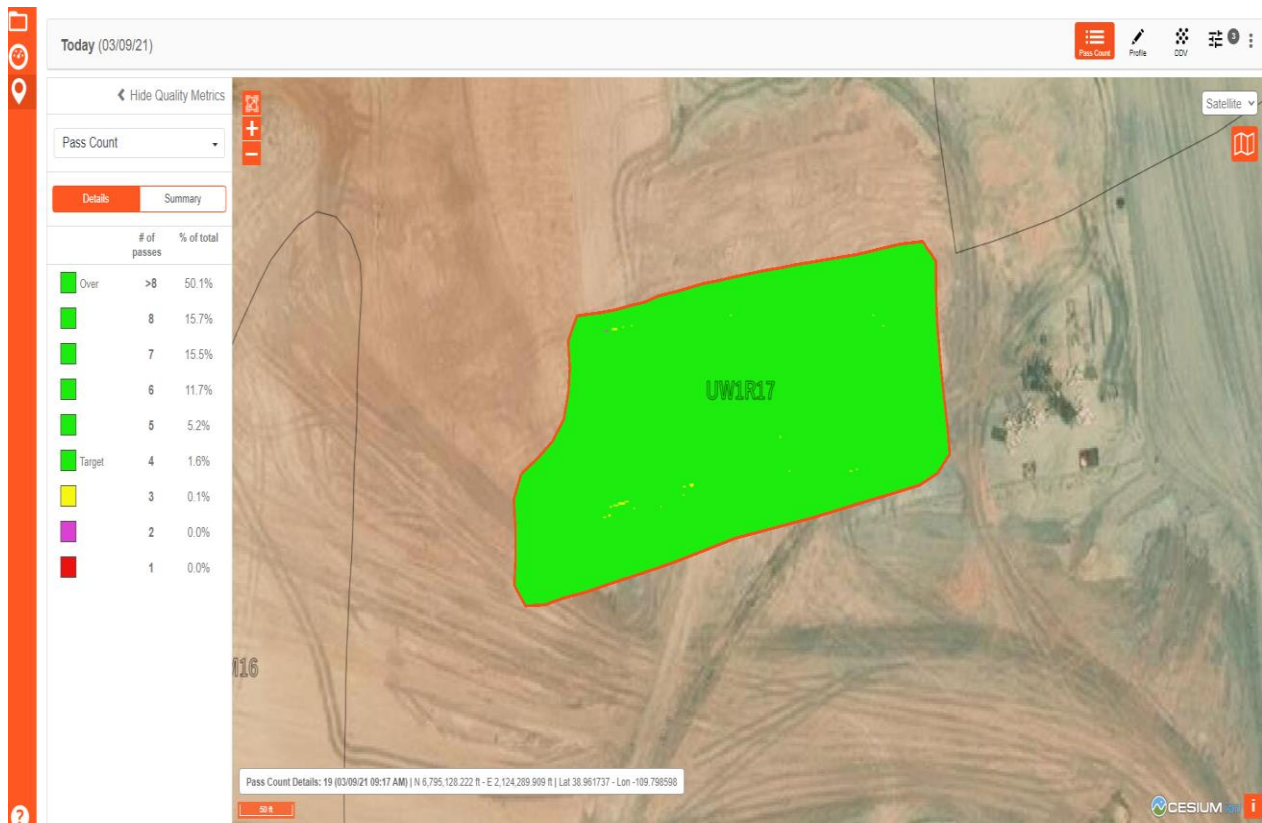 Today (03/09/21)
Pass Count
Profile
DDV
3
Hide Quality Metrics
Pass Count
Details Summary
# of passes % of total
Over >8 50.1%
8 15.7%
7 15.5%
6 11.7%
5 5.2%
Target 4 1.6%
3 0.1%
2 0.0%
1 0.0%
Satellite
UW1R17
Pass Count Details: 19 (03/09/21 09:17 AM) | N 6,795,128.222 ft - E 2,124,289.909 ft | Lat 38.961737 - Lon -109.798598
50 ft
CESIUM
i
?